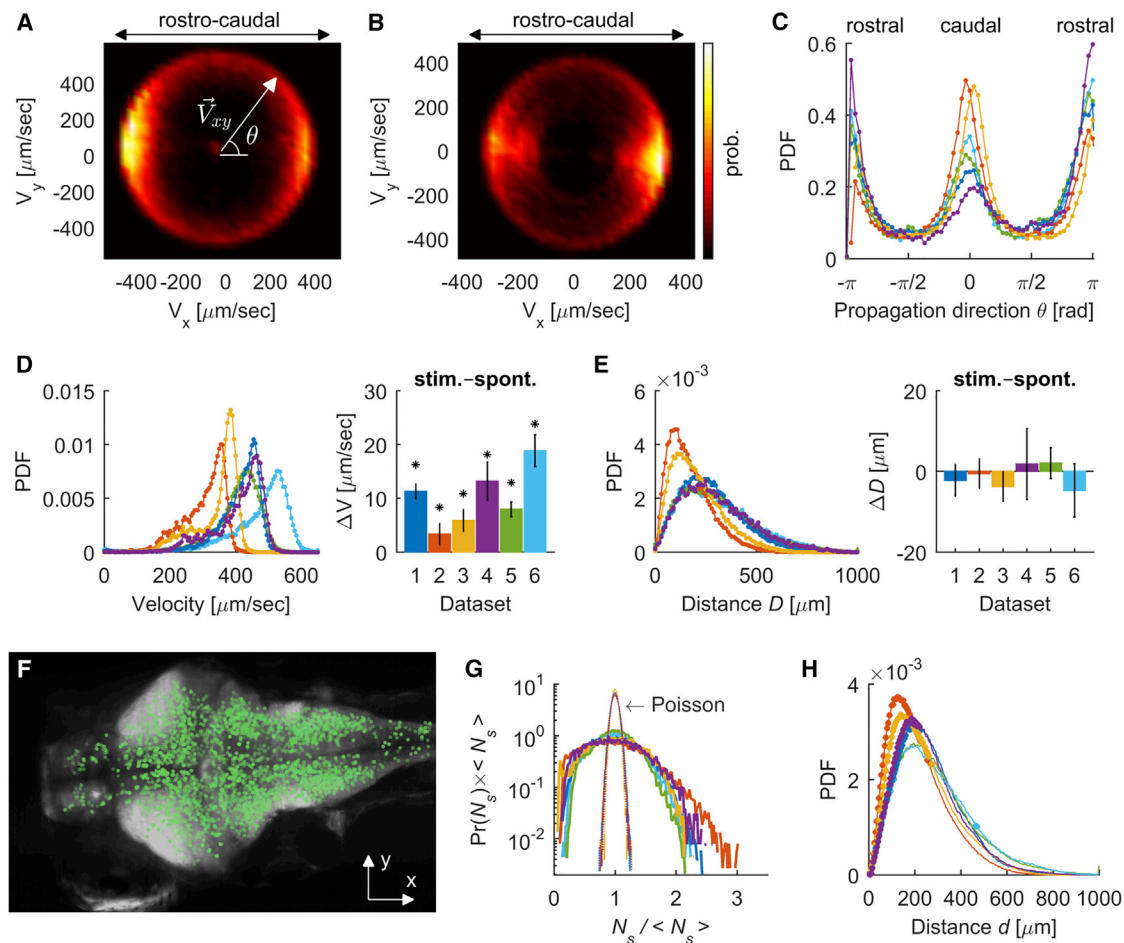 A
rostro-caudal
V_y [μm/sec]
400
200
0
-200
-400
V⃗_xy
θ
-400 -200 0 200 400
V_x [μm/sec]
B
rostro-caudal
V_y [μm/sec]
400
200
0
-200
-400
-400 -200 0 200 400
V_x [μm/sec]
prob.
C
rostral caudal rostral
PDF
0.6
0.4
0.2
0
-π -π/2 0 π/2 π
Propagation direction θ [rad]
D
PDF
0.015
0.01
0.005
0
0 200 400 600
Velocity [μm/sec]
stim.–spont.
ΔV [μm/sec]
30
20
10
0
* * * * * *
1 2 3 4 5 6
Dataset
E
×10⁻³
PDF
6
4
2
0
0 500 1000
Distance D [μm]
stim.–spont.
ΔD [μm]
20
0
-20
1 2 3 4 5 6
Dataset
F
y
x
G
Pr(N_s)×<N_s>
10¹
10⁰
10⁻¹
10⁻²
← Poisson
0 1 2 3
N_s/<N_s>
H
×10⁻³
PDF
4
2
0
0 200 400 600 800 1000
Distance d [μm]